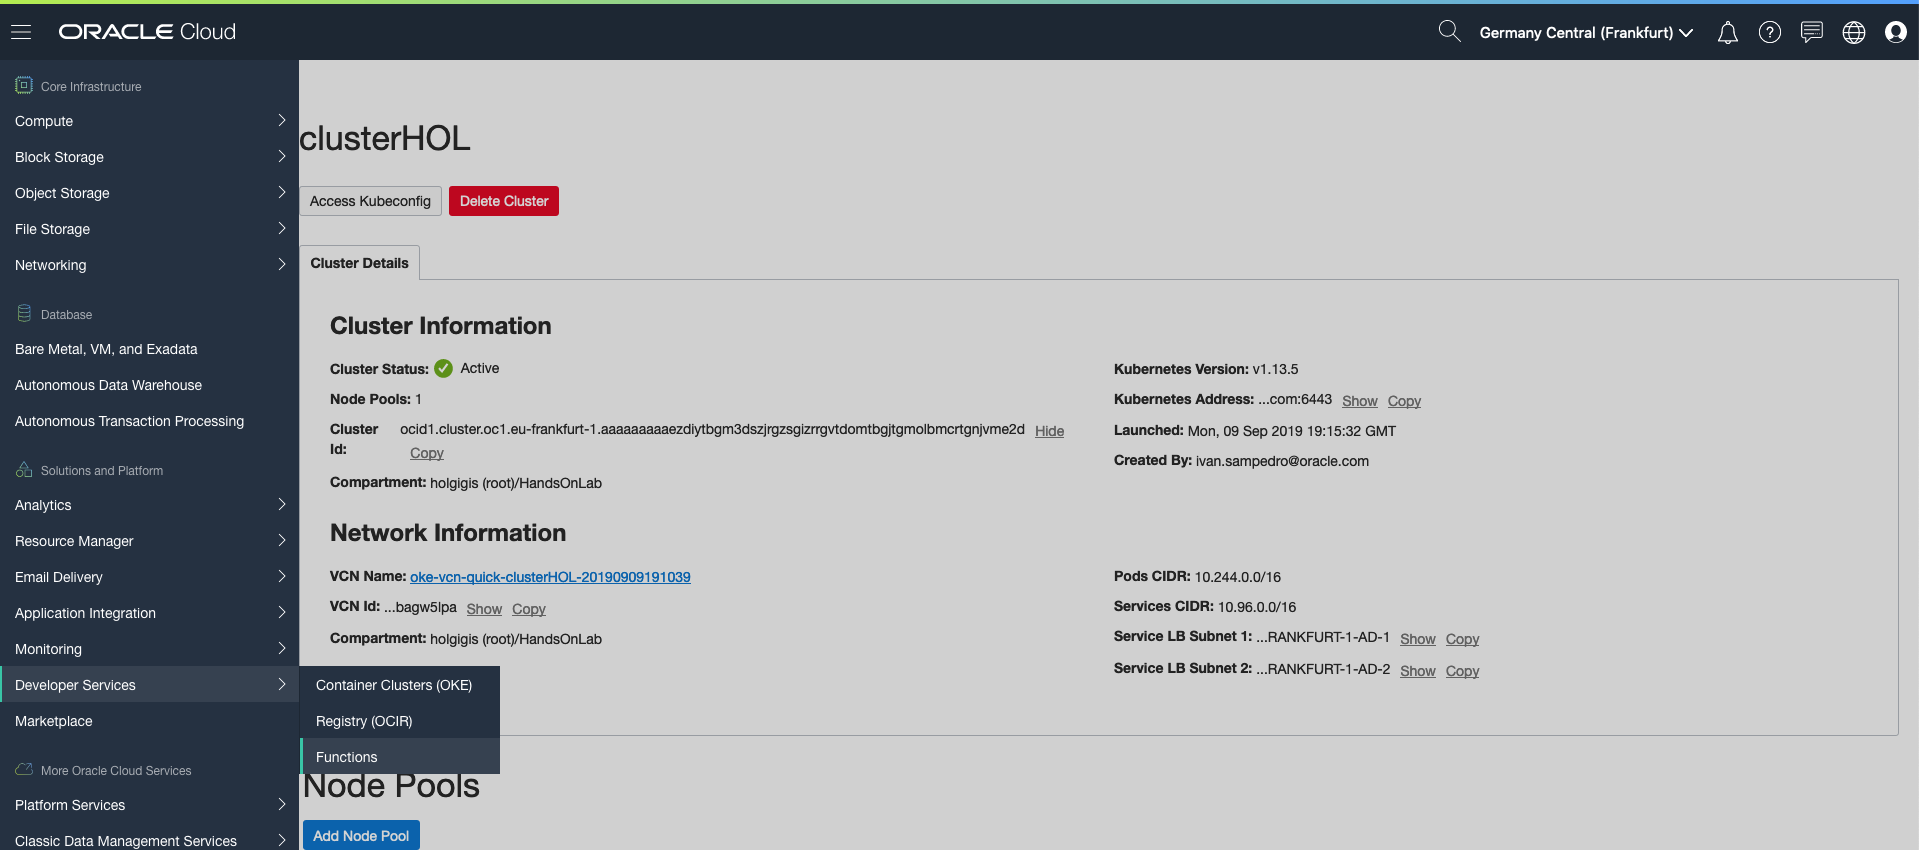 ORACLE Cloud
Germany Central (Frankfurt)
Core Infrastructure
Compute
Block Storage
Object Storage
File Storage
Networking
Database
Bare Metal, VM, and Exadata
Autonomous Data Warehouse
Autonomous Transaction Processing
Solutions and Platform
Analytics
Resource Manager
Email Delivery
Application Integration
Monitoring
Developer Services
Marketplace
More Oracle Cloud Services
Platform Services
Classic Data Management Services
Container Clusters (OKE)
Registry (OCIR)
Functions
clusterHOL
Access Kubeconfig Delete Cluster
Cluster Details
Cluster Information
Cluster Status: Active
Node Pools: 1
Cluster Id: ocid1.cluster.oc1.eu-frankfurt-1.aaaaaaaaaezdiytbgm3dszjrgzsgizrrgvtdomtbgjtgmolbmcrtgnjvme2d Hide
Copy
Compartment: holgigis (root)/HandsOnLab
Kubernetes Version: v1.13.5
Kubernetes Address: ...com:6443 Show Copy
Launched: Mon, 09 Sep 2019 19:15:32 GMT
Created By: ivan.sampedro@oracle.com
Network Information
VCN Name: oke-vcn-quick-clusterHOL-20190909191039
VCN Id: ...bagw5lpa Show Copy
Compartment: holgigis (root)/HandsOnLab
Pods CIDR: 10.244.0.0/16
Services CIDR: 10.96.0.0/16
Service LB Subnet 1: ...RANKFURT-1-AD-1 Show Copy
Service LB Subnet 2: ...RANKFURT-1-AD-2 Show Copy
Node Pools
Add Node Pool